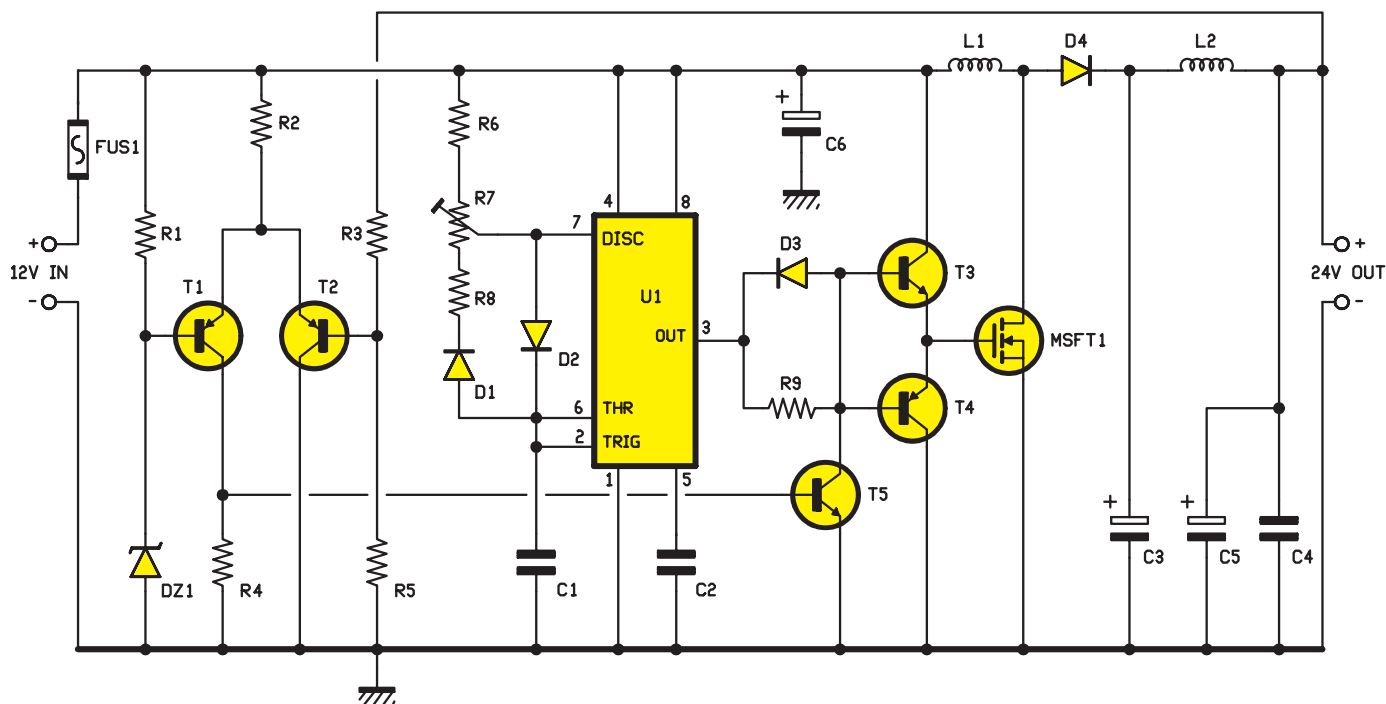 L1
D4
L2
R2
R6
+
C6
FUS1
R7
4
8
R1
R3
7
DISC
D3
+
12V IN
-
T1
T2
R8
U1
T3
+
24V OUT
-
OUT
3
MSFT1
D2
D1
R9
6
THR
T4
2
TRIG
1
5
T5
+
+
DZ1
R4
R5
C1
C2
C3
C5
C4